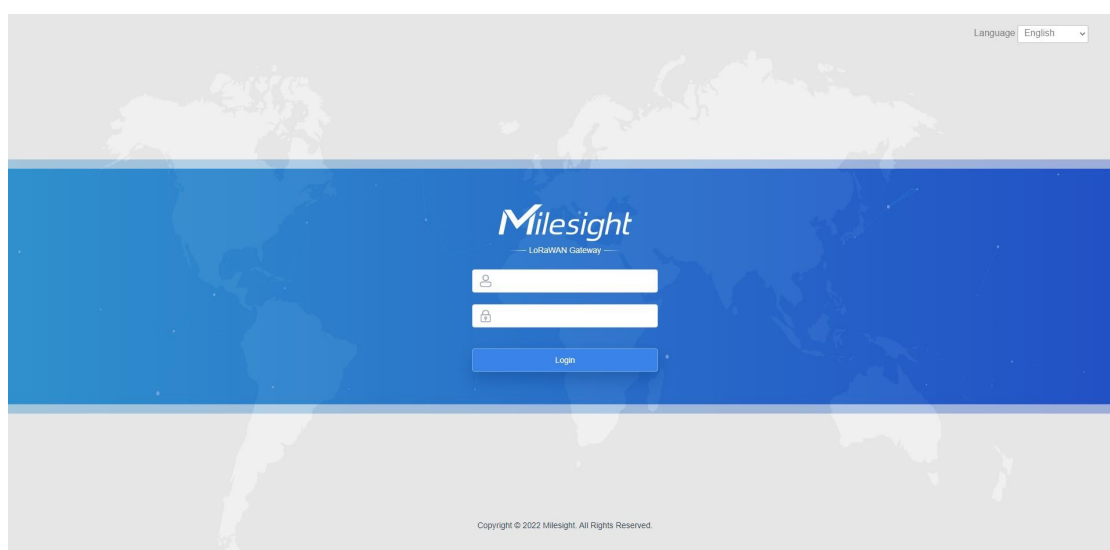 Language English
Milesight
LoRaWAN Gateway
Login
Copyright © 2022 Milesight. All Rights Reserved.